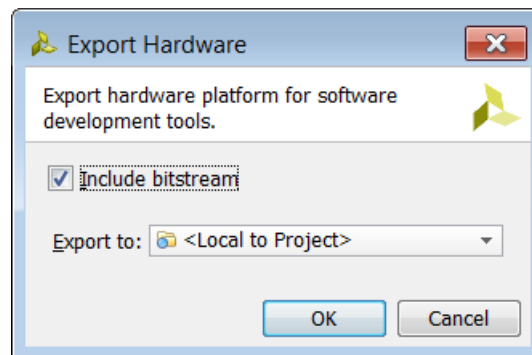 Export Hardware
Export hardware platform for software
development tools.
Include bitstream
Export to: <Local to Project>
OK Cancel